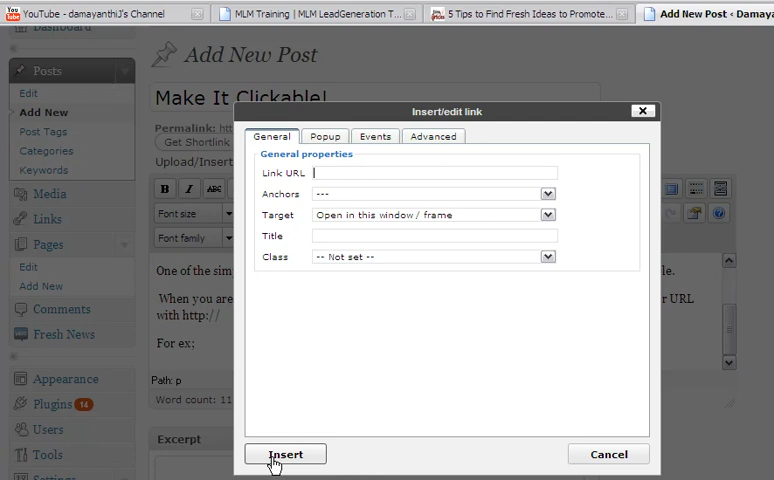 YouTube - damayanthiJ's Channel
MLM Training | MLM LeadGeneration T...
5 Tips to Find Fresh Ideas to Promote...
Add New Post ‹ Damaya
Dashboard
Add New Post
Posts
Edit
Add New
Post Tags
Categories
Keywords
Media
Links
Pages
Edit
Add New
Comments
Fresh News
Appearance
Plugins 14
Users
Tools
Settings
Make It Clickable!
Permalink: htt
Get Shortlink
Upload/Insert
B I ABC
Font size
Font family
One of the sim
le.
When you are
r URL
with http://
For ex;
Path: p
Word count: 11
Excerpt
Insert/edit link
General Popup Events Advanced
General properties
Link URL
Anchors ---
Target Open in this window / frame
Title
Class -- Not set --
Insert Cancel